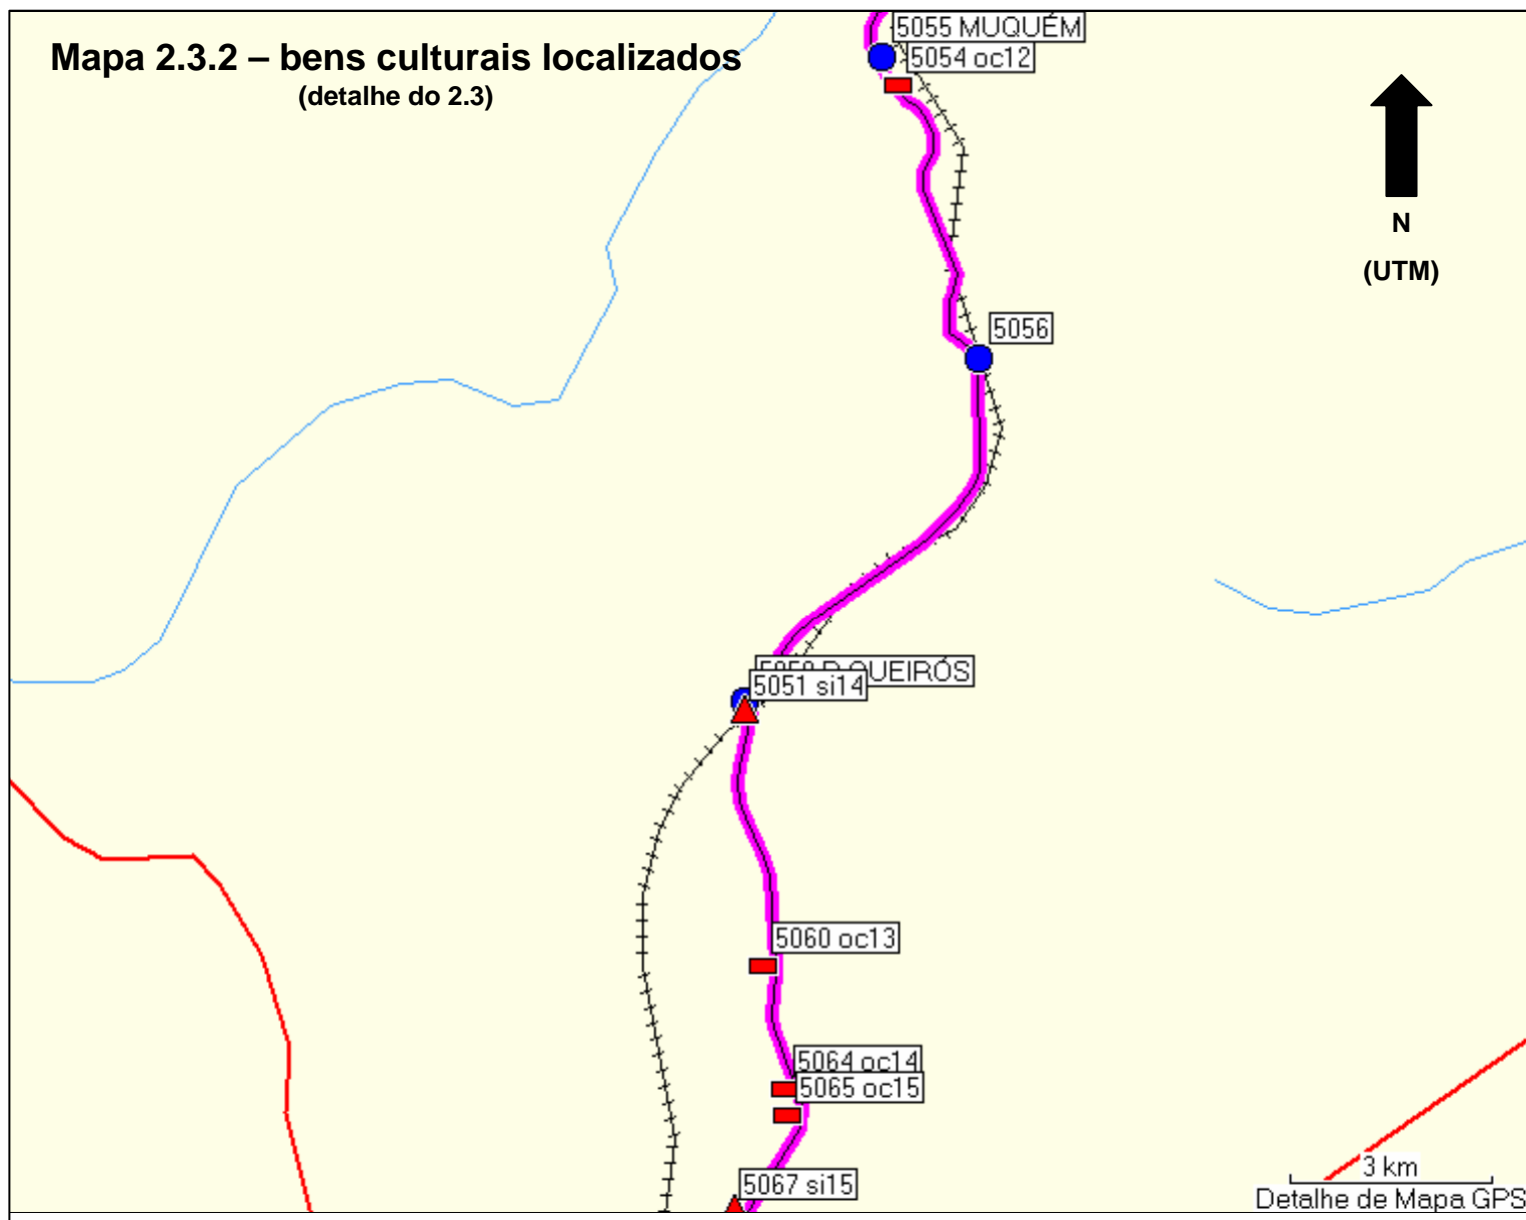 Mapa 2.3.2 – bens culturais localizados
(detalhe do 2.3)
5055 MUQUÉM
5054 oc12
N
(UTM)
5056
QUEIRÓS
5051 si14
5060 oc13
5064 oc14
5065 oc15
5067 si15
3 km
Detalhe de Mapa GPS